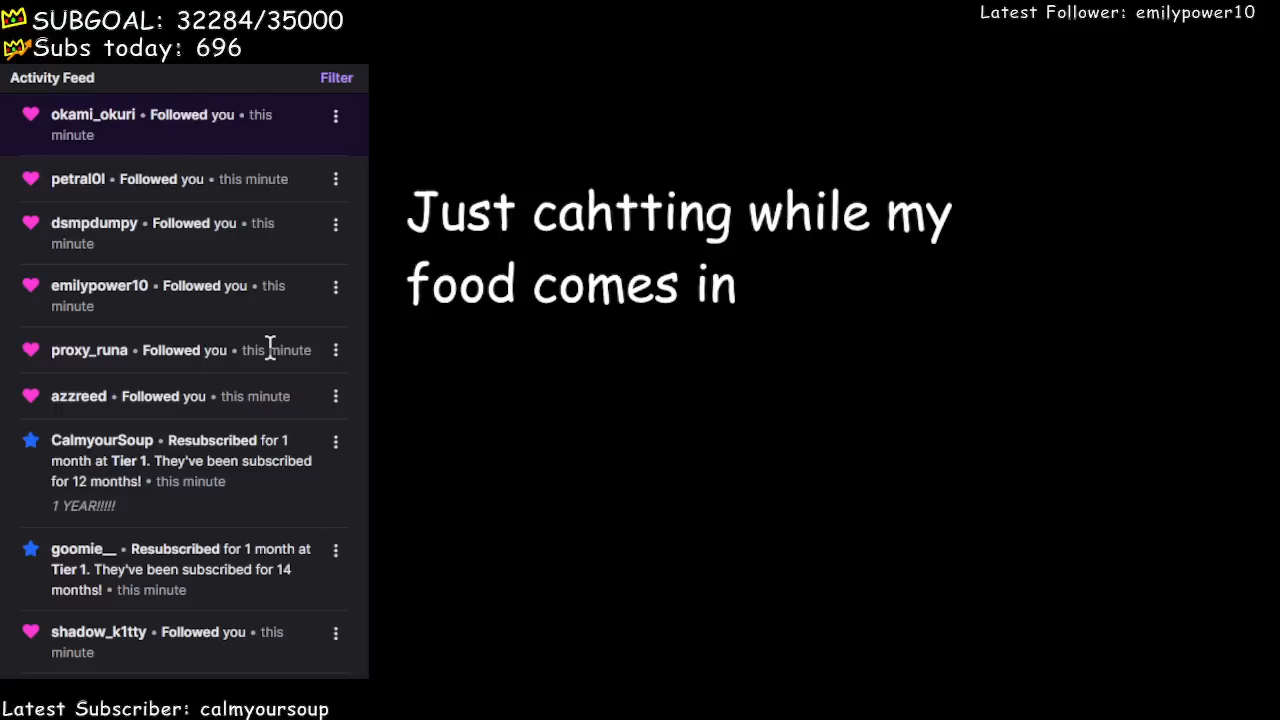 SUBGOAL: 32284/35000
Subs today: 696
Latest Follower: emilypower10
Activity Feed
Filter
okami_okuri • Followed you • this
minute
petral0l • Followed you • this minute
dsmpdumpy • Followed you • this
minute
emilypower10 • Followed you • this
minute
proxy_runa • Followed you • this minute
azzreed • Followed you • this minute
CalmyourSoup • Resubscribed for 1
month at Tier 1. They've been subscribed
for 12 months! • this minute
1 YEAR!!!!!
goomie__ • Resubscribed for 1 month at
Tier 1. They've been subscribed for 14
months! • this minute
shadow_k1tty • Followed you • this
minute
Just cahtting while my
food comes in
Latest Subscriber: calmyoursoup